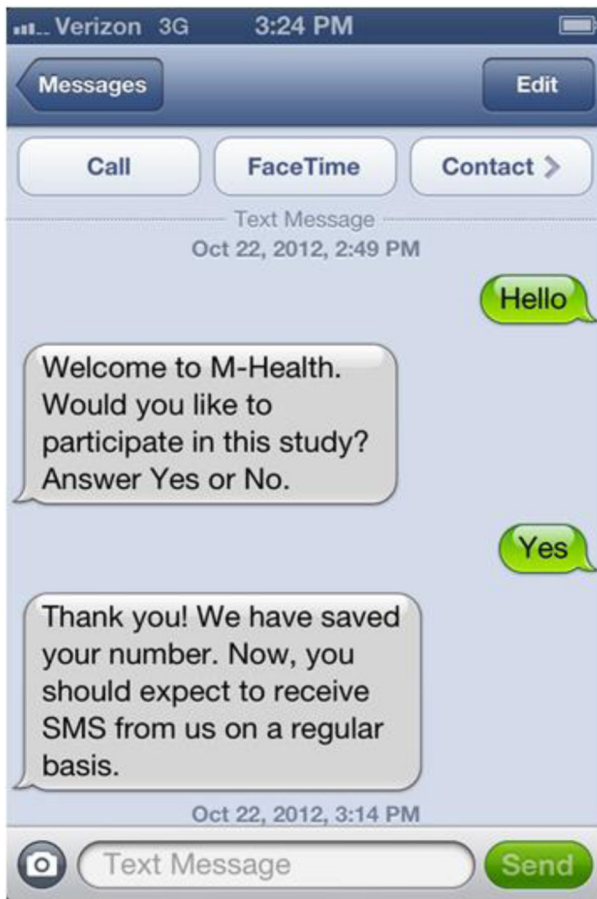 Verizon 3G 3:24 PM
Messages Edit
Call FaceTime Contact
Text Message
Oct 22, 2012, 2:49 PM
Hello
Welcome to M-Health.
Would you like to
participate in this study?
Answer Yes or No.
Yes
Thank you! We have saved
your number. Now, you
should expect to receive
SMS from us on a regular
basis.
Oct 22, 2012, 3:14 PM
Text Message Send